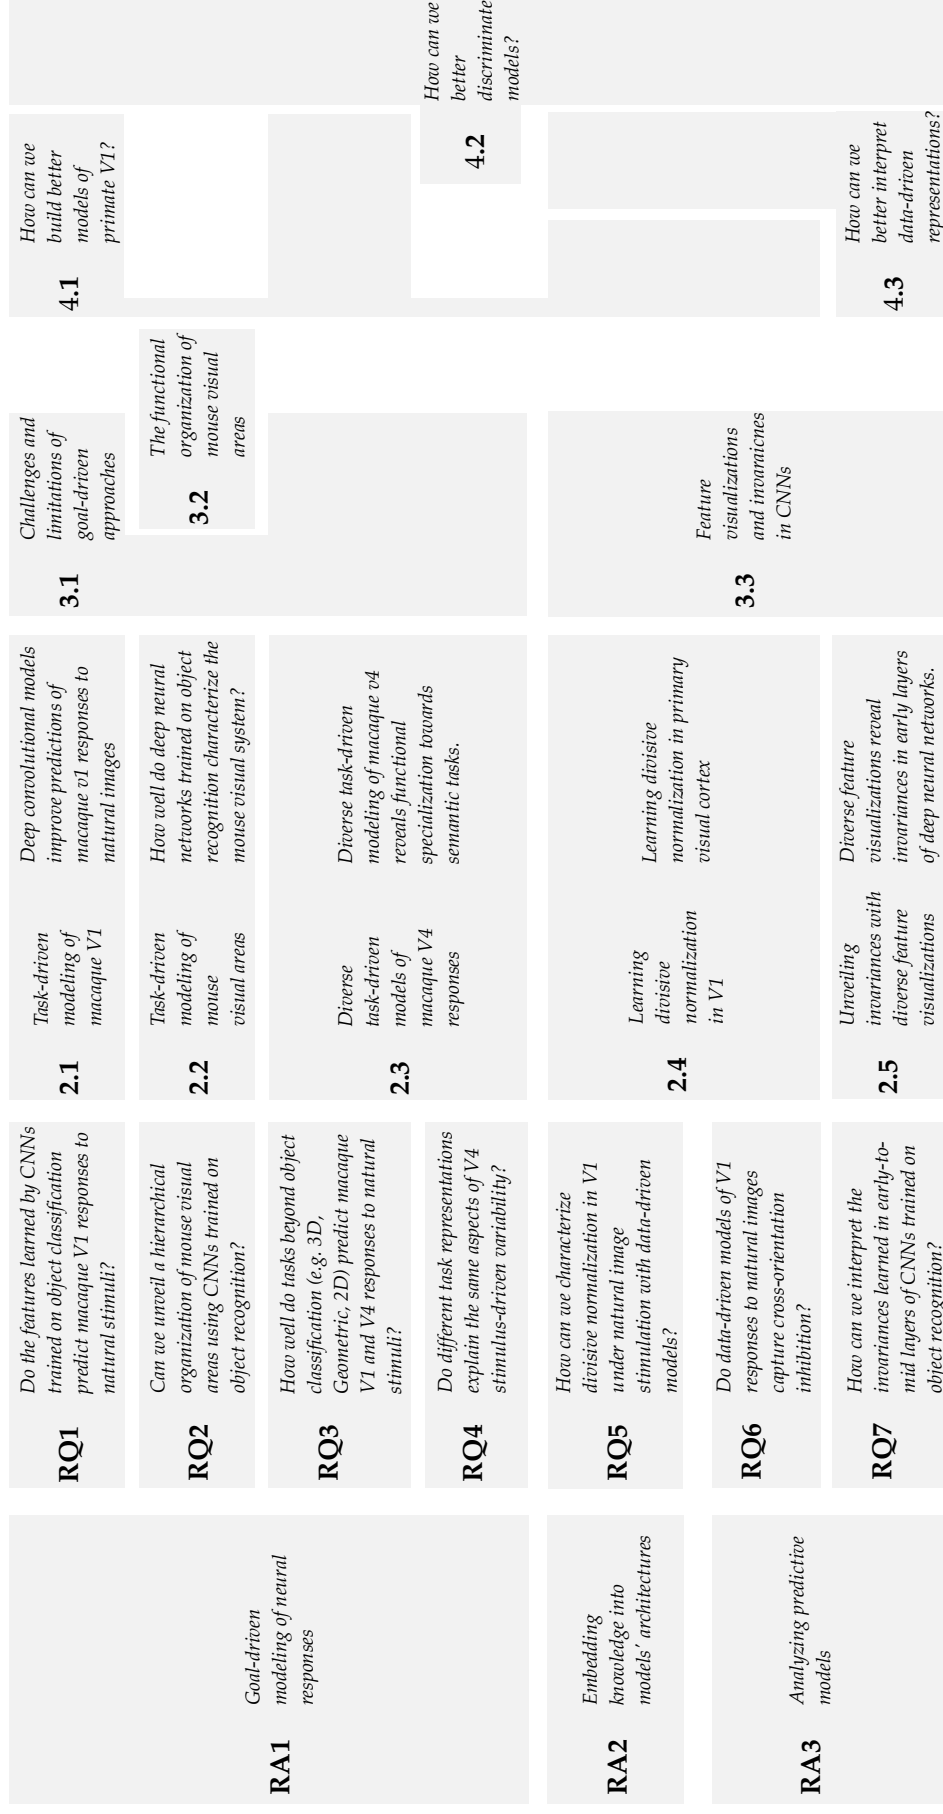 RA1
Goal-driven
modeling of neural
responses
RA2
Embedding
knowledge into
models' architectures
RA3
Analyzing predictive
models
RQ1
Do the features learned by CNNs
trained on object classification
predict macaque V1 responses to
natural stimuli?
RQ2
Can we unveil a hierarchical
organization of mouse visual
areas using CNNs trained on
object recognition?
RQ3
How well do tasks beyond object
classification (e.g. 3D,
Geometric, 2D) predict macaque
V1 and V4 responses to natural
stimuli?
RQ4
Do different task representations
explain the same aspects of V4
stimulus-driven variability?
RQ5
How can we characterize
divisive normalization in V1
under natural image
stimulation with data-driven
models?
RQ6
Do data-driven models of V1
responses to natural images
capture cross-orientation
inhibition?
RQ7
How can we interpret the
invariances learned in early-to-
mid layers of CNNs trained on
object recognition?
2.1
Task-driven
modeling of
macaque V1
Deep convolutional models
improve predictions of
macaque v1 responses to
natural images
2.2
Task-driven
modeling of
mouse
visual areas
How well do deep neural
networks trained on object
recognition characterize the
mouse visual system?
2.3
Diverse
task-driven
models of
macaque V4
responses
Diverse task-driven
modeling of macaque v4
reveals functional
specialization towards
semantic tasks.
2.4
Learning
divisive
normalization
in V1
Learning divisive
normalization in primary
visual cortex
2.5
Unveiling
invariances with
diverse feature
visualizations
Diverse feature
visualizations reveal
invariances in early layers
of deep neural networks.
3.1
Challenges and
limitations of
goal-driven
approaches
3.2
The functional
organization of
mouse visual
areas
3.3
Feature
visualizations
and invaraicnes
in CNNs
4.1
How can we
build better
models of
primate V1?
4.2
How can we
better
discriminate
models?
4.3
How can we
better interpret
data-driven
representations?